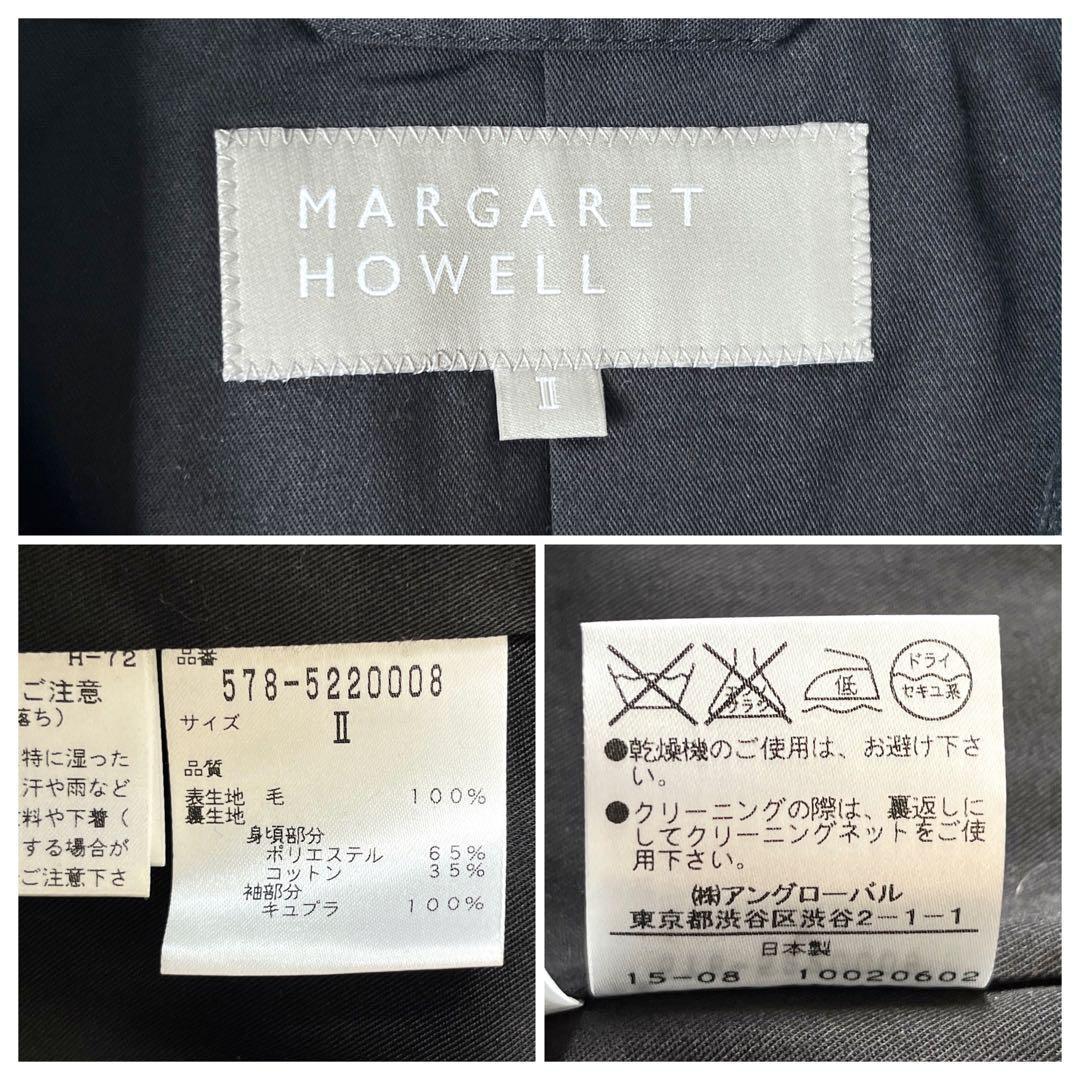 MARGARET
HOWELL
Ⅱ
H-72
ご注意
落ち）
特に湿った
汗や雨など
料や下着（
する場合が
ご注意下さ
品番
578-5220008
サイズ
Ⅱ
品質
表生地 毛 100%
裏生地
身頃部分
ポリエステル 65%
コットン 35%
袖部分
キュプラ 100%
エンソ
サラシ
低
ドライ
セキユ系
●乾燥機のご使用は、お避け下さ
い。
●クリーニングの際は、裏返しに
してクリーニングネットをご使
用下さい。
㈱アングローバル
東京都渋谷区渋谷2-1-1
日本製
15-08 10020602